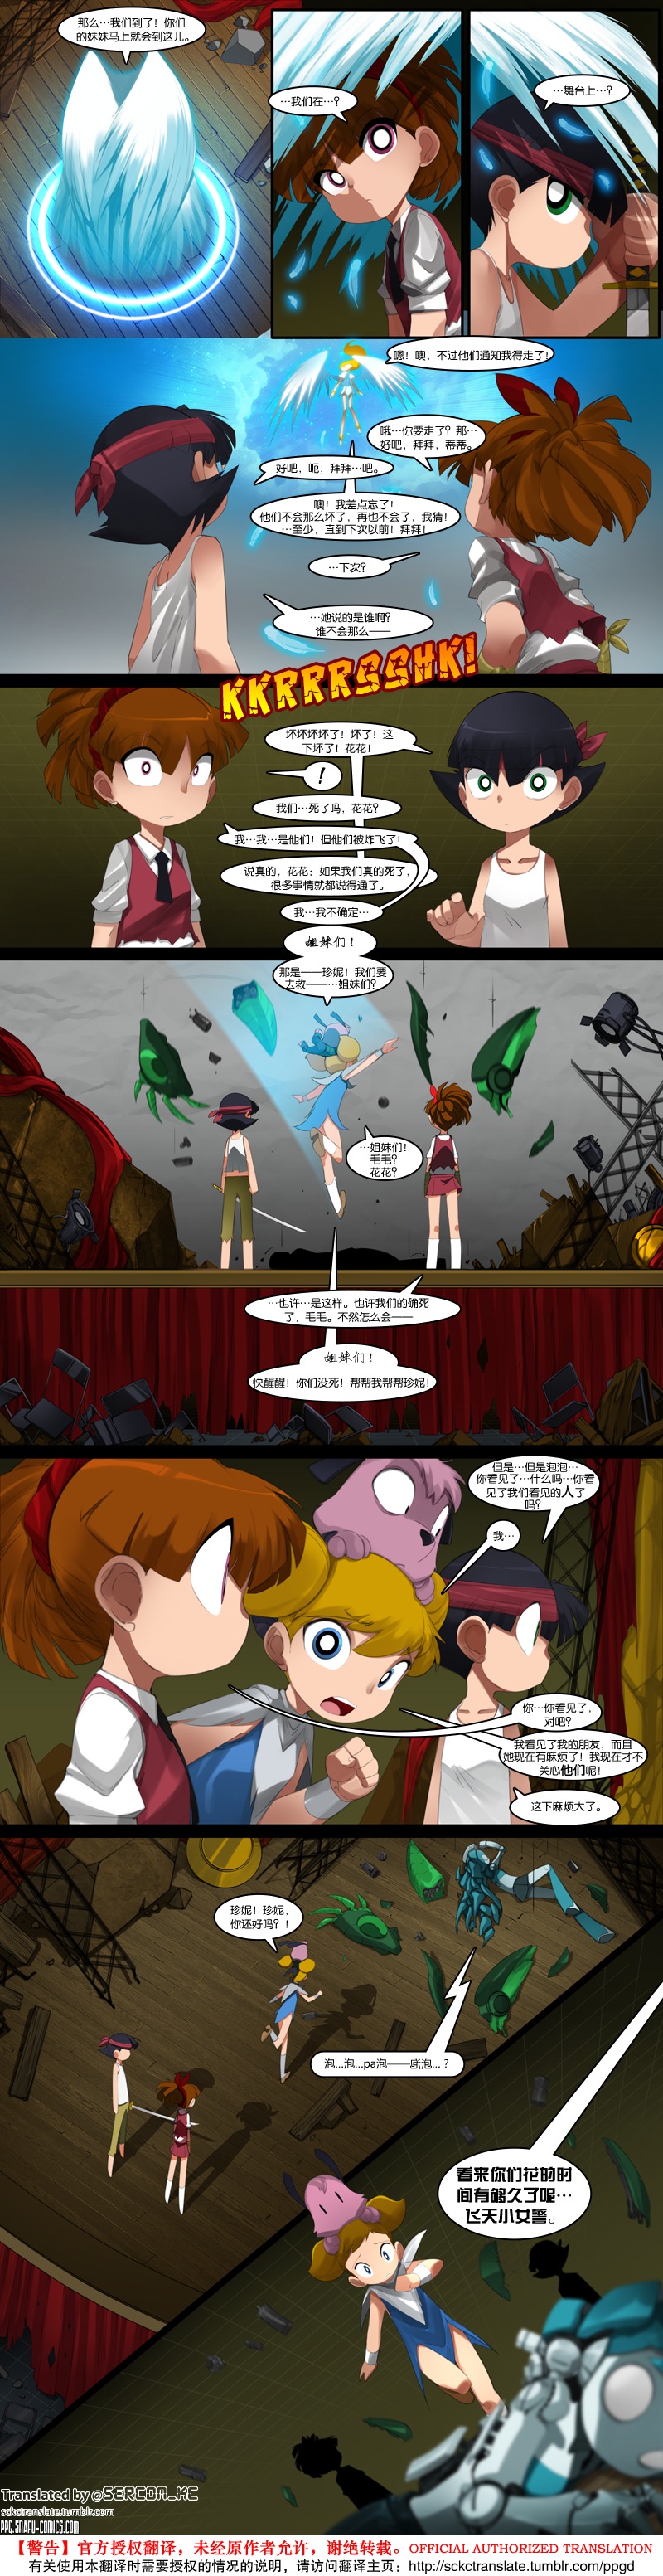 那么…我们到了！你们
的妹妹马上就会到这儿。
…我们在…？
…舞台上…？
嗯！噢，不过他们通知我得走了！
哦…你要走了？那…
好吧，拜拜，蒂蒂。
好吧，呃，拜拜…吧。
噢！我差点忘了！
他们不会那么坏了，再也不会了，我猜！
…至少，直到下次以前！拜拜！
…下次？
…她说的是谁啊？
谁不会那么——
KKRRRSSHK!
坏坏坏坏了！坏了！这
下坏了！花花！
！
我们…死了吗，花花？
我…我…是他们！但他们被炸飞了！
说真的，花花：如果我们真的死了，
很多事情就都说得通了。
我…我不确定…
姐妹们！
那是——珍妮！我们要
去救——…姐妹们？
…姐妹们！
毛毛？
花花？
…也许…是这样。也许我们的确死
了，毛毛。不然怎么会——
姐妹们！
快醒醒！你们没死！帮帮我帮帮珍妮！
但是…但是泡泡…
你看见了…什么吗…你看
见了我们看见的人了
吗？
我…
你…你看见了，
对吧？
我看见了我的朋友，而且
她现在有麻烦了！我现在才不
关心他们呢！
这下麻烦大了。
珍妮！珍妮，
你还好吗？！
泡...泡...pa泡——泡泡...？
看来你们花的时
间有够久了呢…
飞天小女警。
Translated by @SERCOM_KC
sckctranslate.tumblr.com
PPG.SNAFU-COMICS.COM
【警告】官方授权翻译，未经原作者允许，谢绝转载。OFFICIAL AUTHORIZED TRANSLATION
有关使用本翻译时需要授权的情况的说明，请访问翻译主页：http://sckctranslate.tumblr.com/ppgd